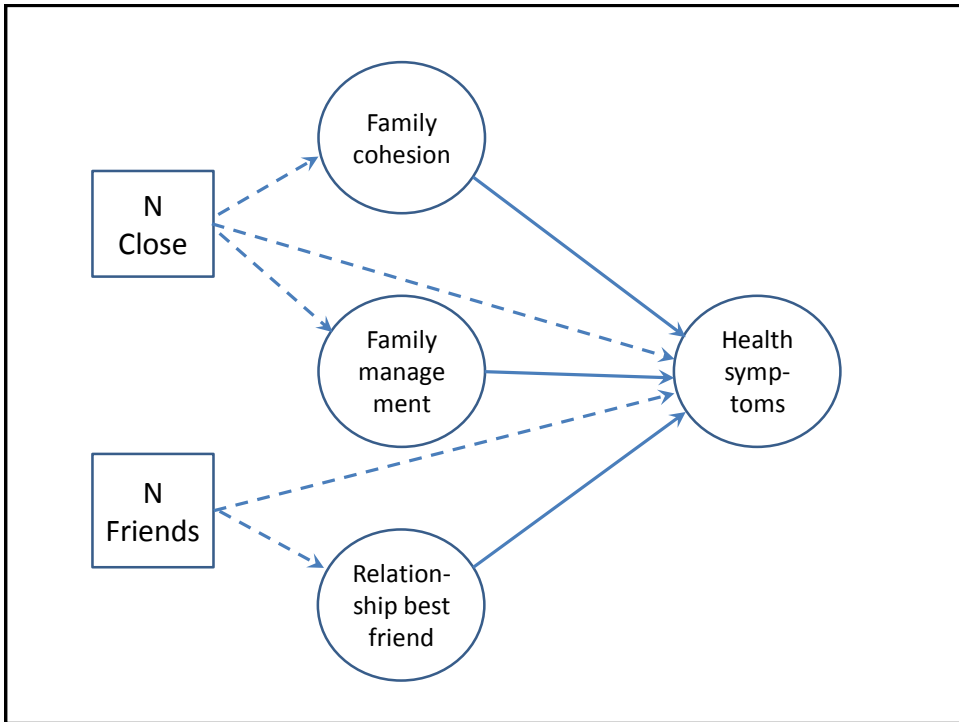 Family
cohesion
N
Close
Family
manage
ment
Health
symp-
toms
N
Friends
Relation-
ship best
friend